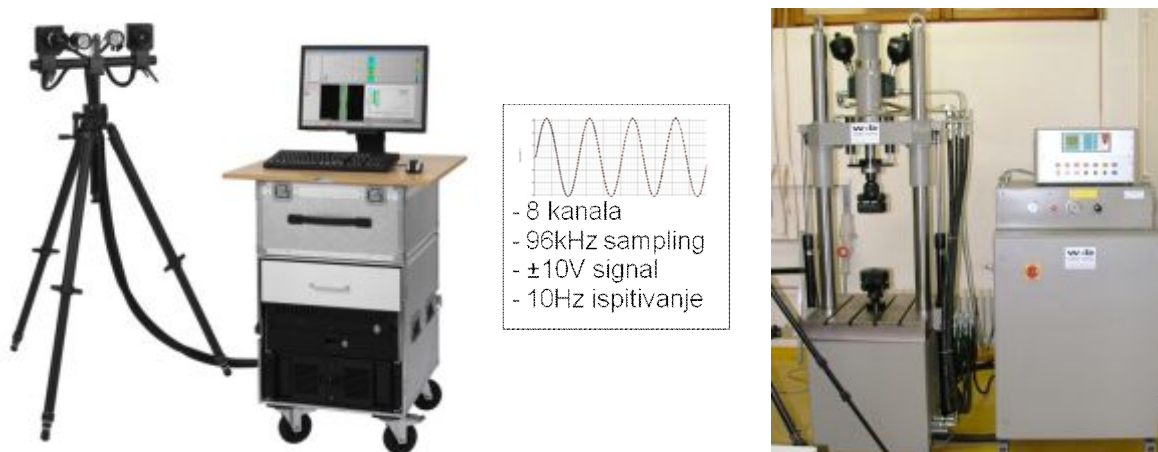 - 8 kanala
- 96kHz sampling
- ±10V signal
- 10Hz ispitivanje
w+b
w+b